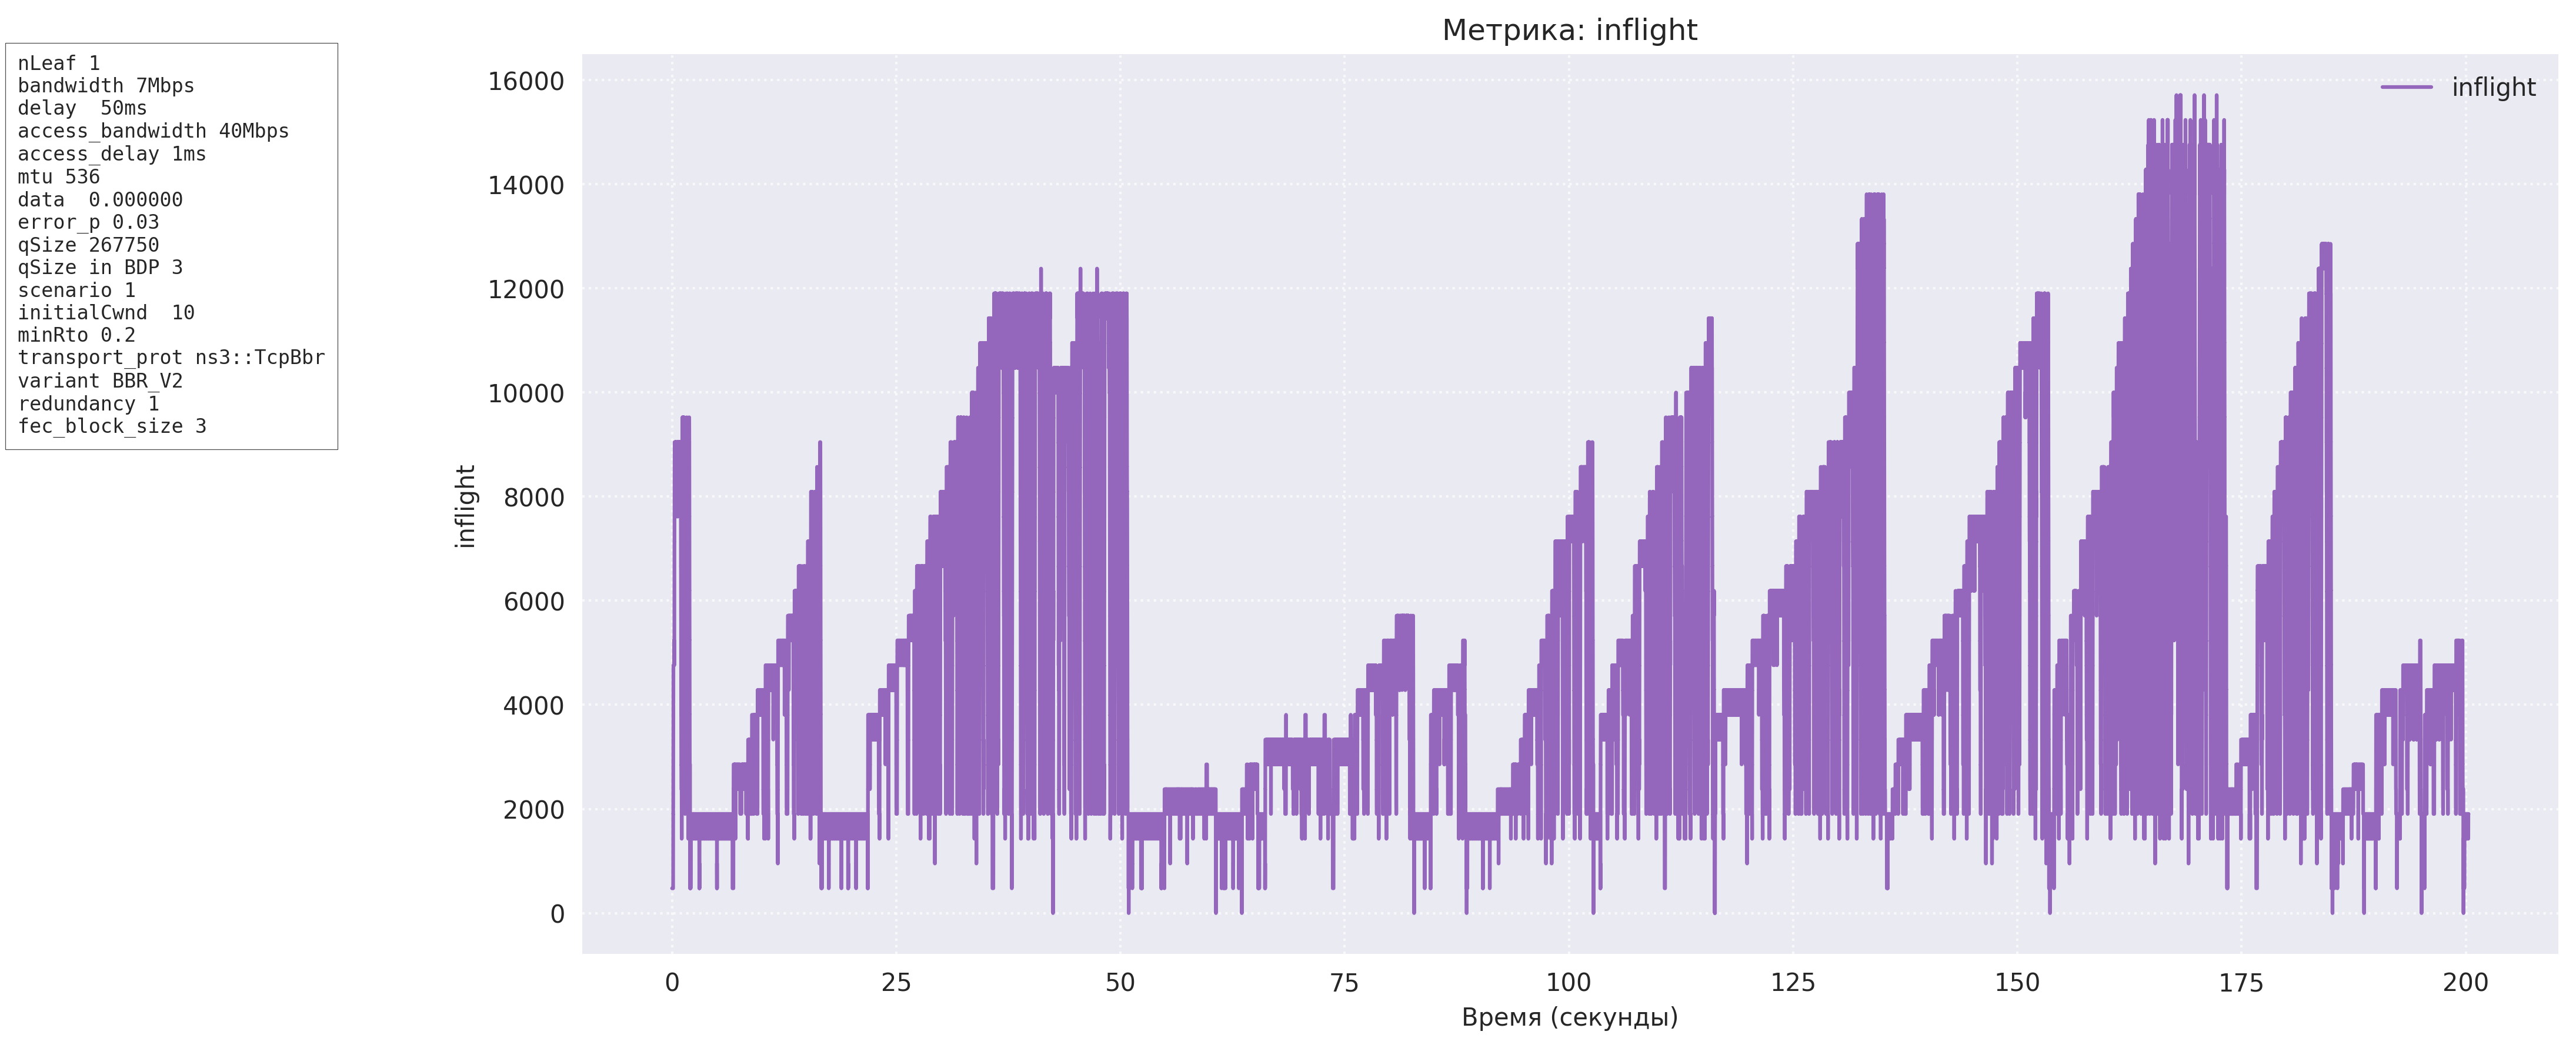 Метрика: inflight
nLeaf 1
bandwidth 7Mbps
delay  50ms
access_bandwidth 40Mbps
access_delay 1ms
mtu 536
data  0.000000
error_p 0.03
qSize 267750
qSize in BDP 3
scenario 1
initialCwnd  10
minRto 0.2
transport_prot ns3::TcpBbr
variant BBR_V2
redundancy 1
fec_block_size 3
inflight
16000
14000
12000
10000
8000
6000
4000
2000
0
inflight
0 25 50 75 100 125 150 175 200
Время (секунды)